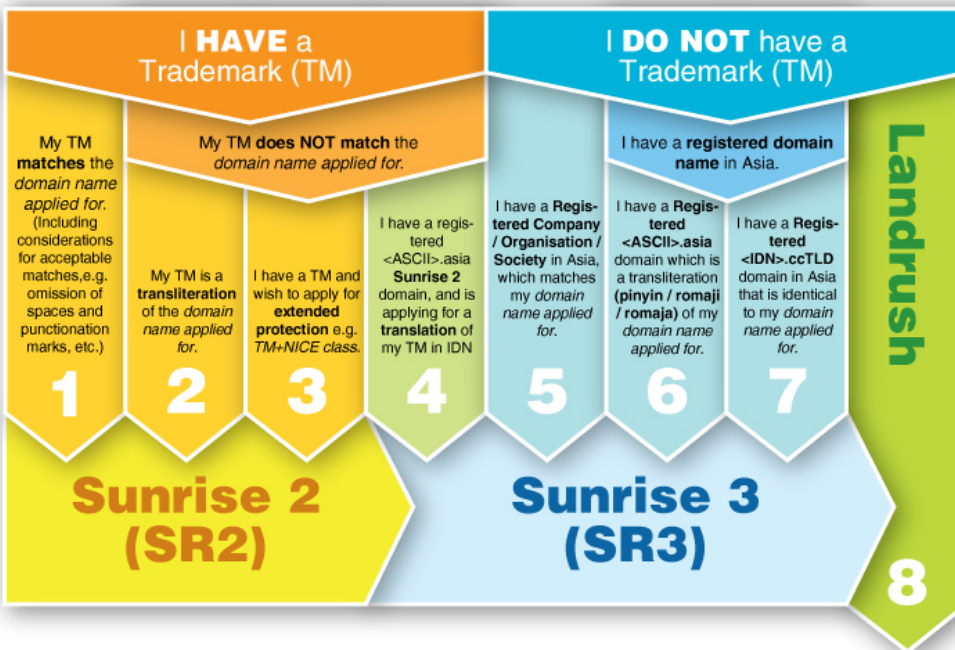 I HAVE a
Trademark (TM)
I DO NOT have a
Trademark (TM)
My TM
matches the
domain name
applied for.
(Including
considerations
for acceptable
matches,e.g.
omission of
spaces and
punctionation
marks, etc.)
1
My TM does NOT match the
domain name applied for.
My TM is a
transliteration
of the domain
name applied
for.
2
I have a TM and
wish to apply for
extended
protection e.g.
TM+NICE class.
3
I have a regis-
tered
<ASCII>.asia
Sunrise 2
domain, and is
applying for a
translation of
my TM in IDN
4
I have a Regis-
tered Company
/ Organisation /
Society in Asia,
which matches
my domain
name applied
for.
5
I have a registered domain
name in Asia.
I have a Regis-
tered
<ASCII>.asia
domain which is
a transliteration
(pinyin / romaji
/ romaja) of my
domain name
applied for.
6
I have a Regis-
tered
<IDN>.ccTLD
domain in Asia
that is identical
to my domain
name applied
for.
7
Landrush
8
Sunrise 2
(SR2)
Sunrise 3
(SR3)